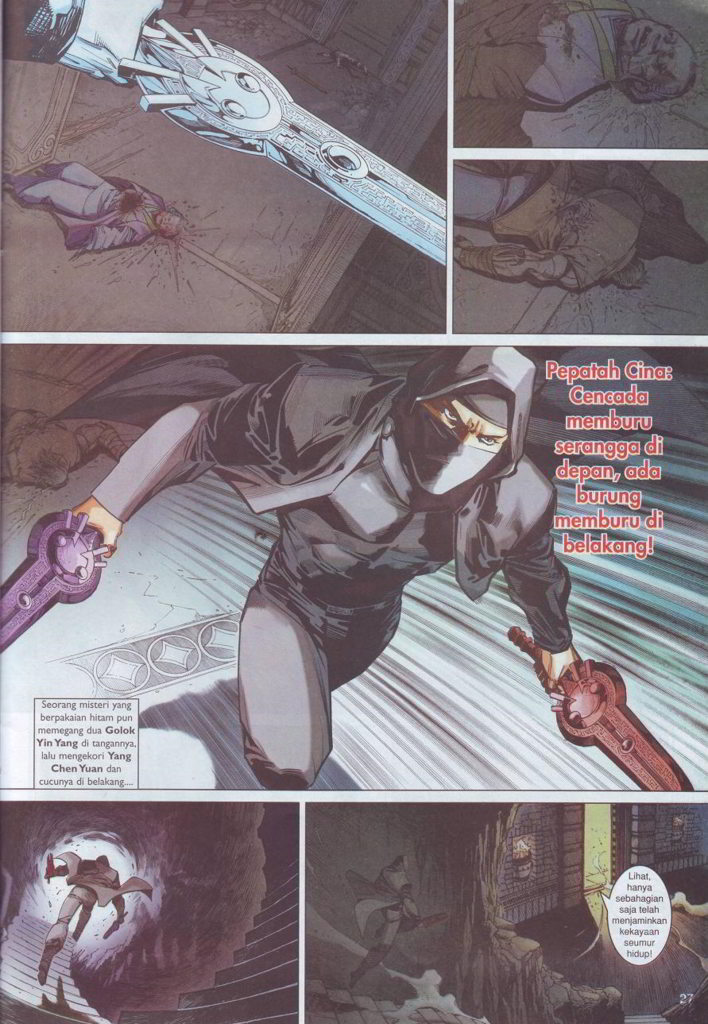 Pepatah Cina:
Cencada
memburu
serangga di
depan, ada
burung
memburu di
belakang!
Seorang misteri yang
berpakaian hitam pun
memegang dua Golok
Yin Yang di tangannya,
lalu mengekori Yang
Chen Yuan dan
cucunya di belakang....
Lihat,
hanya
sebahagian
saja telah
menjaminkan
kekayaan
seumur
hidup!
27